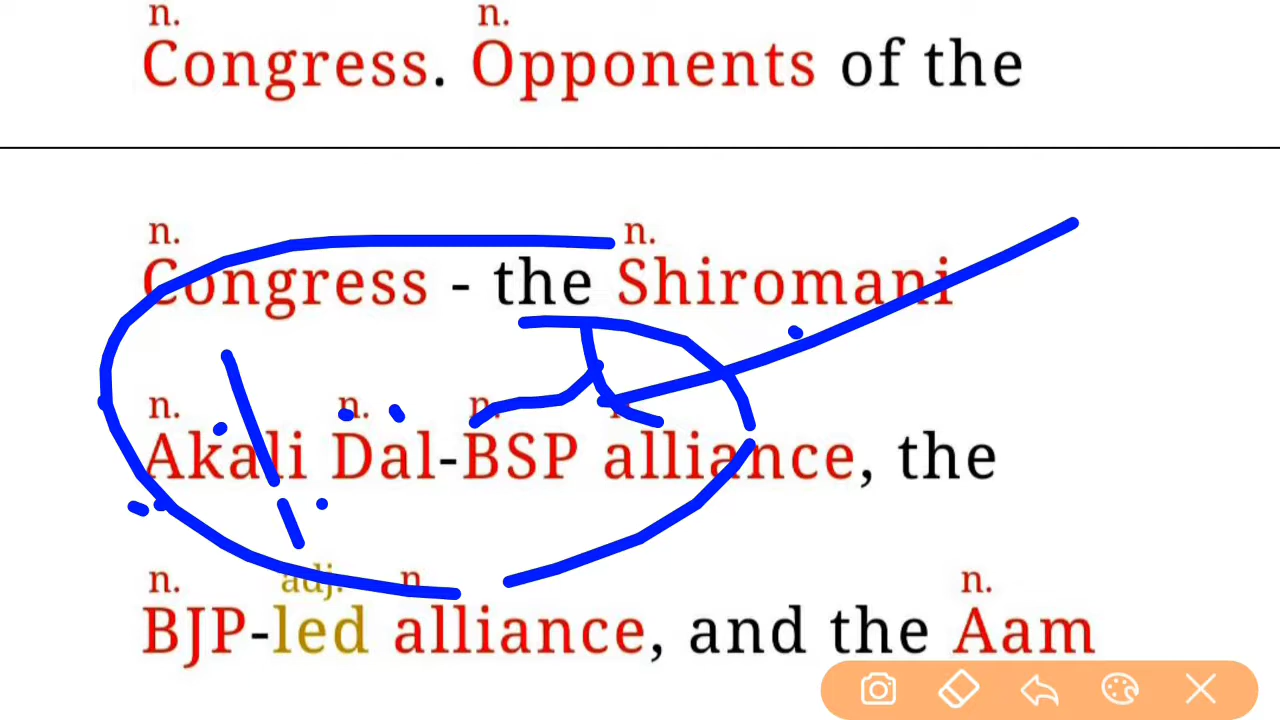 n. n.
Congress. Opponents of the
n. n.
Congress - the Shiromani
n. n. n.
Akali Dal-BSP alliance, the
n. adj. n. n.
BJP-led alliance, and the Aam